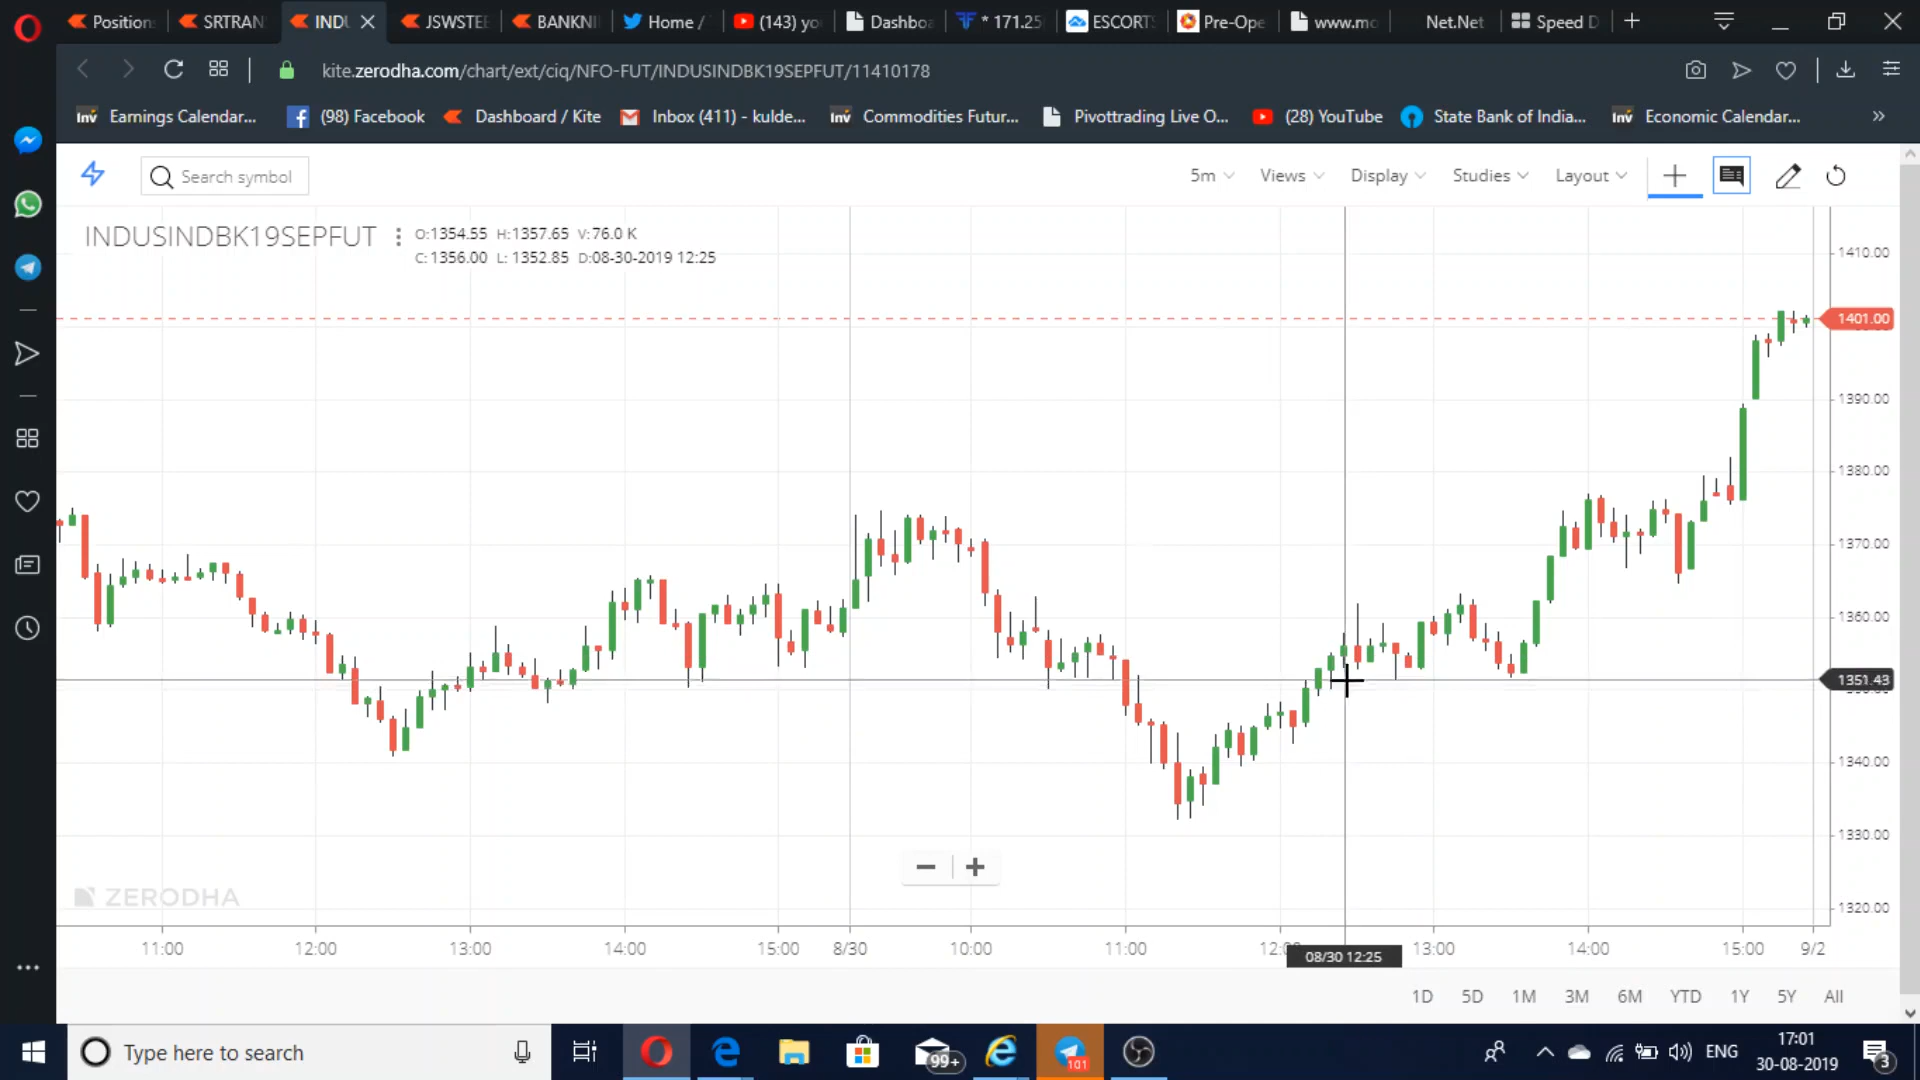 Position
SRTRAN
INDU
JSWSTEE
BANKNI
Home /
(143) yo
Dashboa
* 171.25
ESCORTS
Pre-Ope
www.mo
Net.Net
Speed D
kite.zerodha.com/chart/ext/ciq/NFO-FUT/INDUSINDBK19SEPFUT/11410178
Earnings Calendar...
(98) Facebook
Dashboard / Kite
Inbox (411) - kulde...
Commodities Futur...
Pivottrading Live O...
(28) YouTube
State Bank of India...
Economic Calendar...
Search symbol
5m
Views
Display
Studies
Layout
INDUSINDBK19SEPFUT
O:1354.55 H:1357.65 V:76.0 K
C:1356.00 L: 1352.85 D:08-30-2019 12:25
1410.00
1401.00
1390.00
1380.00
1370.00
1360.00
1351.43
1340.00
1330.00
1320.00
ZERODHA
11:00
12:00
13:00
14:00
15:00
8/30
10:00
11:00
08/30 12:25
13:00
14:00
15:00
9/2
1D
5D
1M
3M
6M
YTD
1Y
5Y
All
Type here to search
99+
101
ENG
17:01
30-08-2019
3